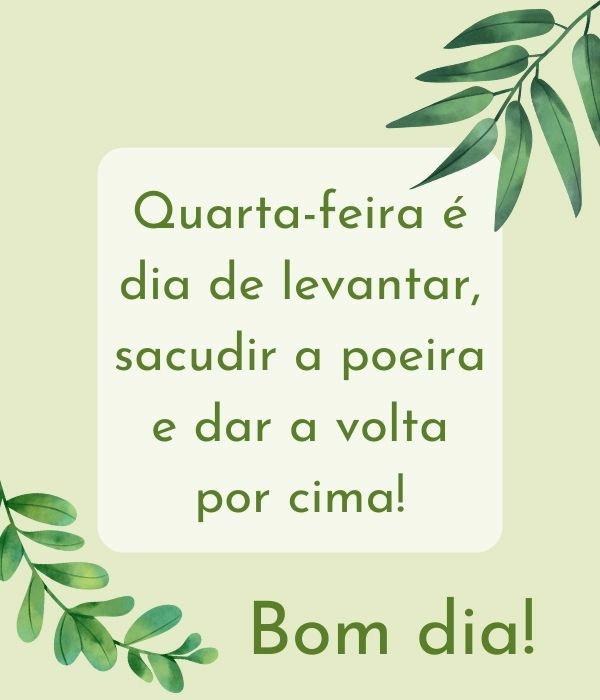 Quarta-feira é
dia de levantar,
sacudir a poeira
e dar a volta
por cima!
Bom dia!